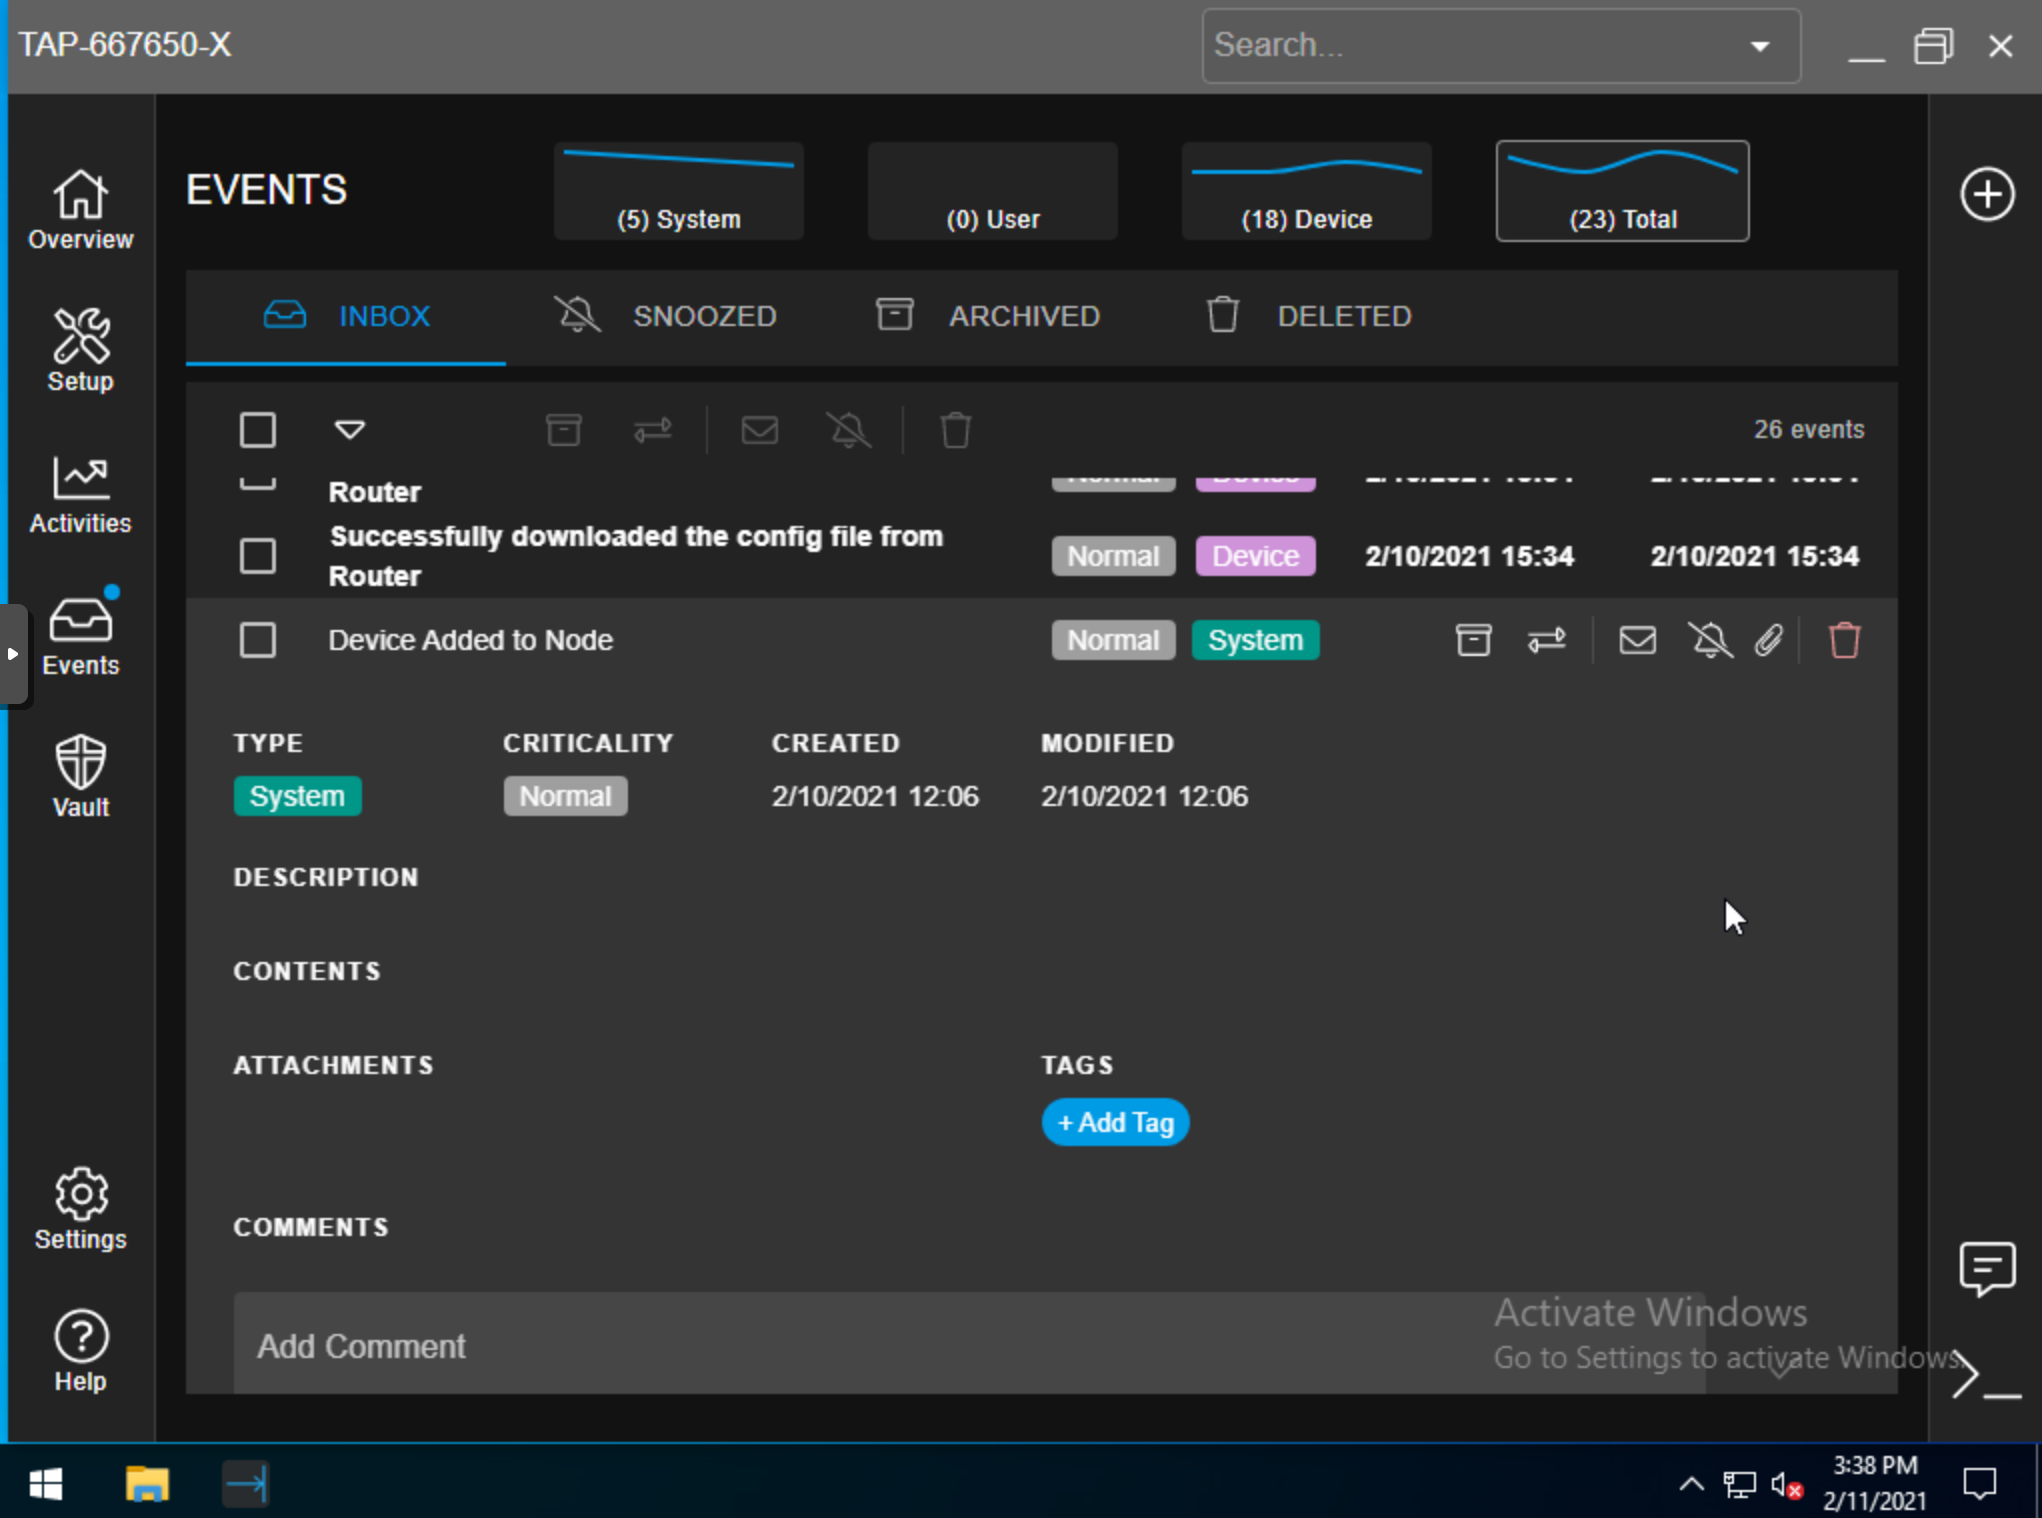 TAP-667650-X
Search...
Overview
Setup
Activities
Events
Vault
Settings
Help
EVENTS
(5) System
(0) User
(18) Device
(23) Total
INBOX
SNOOZED
ARCHIVED
DELETED
26 events
Router
Successfully downloaded the config file from
Router
Normal
Device
2/10/2021 15:34
2/10/2021 15:34
Device Added to Node
Normal
System
TYPE
CRITICALITY
CREATED
MODIFIED
System
Normal
2/10/2021 12:06
2/10/2021 12:06
DESCRIPTION
CONTENTS
ATTACHMENTS
TAGS
+ Add Tag
COMMENTS
Add Comment
Activate Windows
Go to Settings to activate Windows.
3:38 PM
2/11/2021